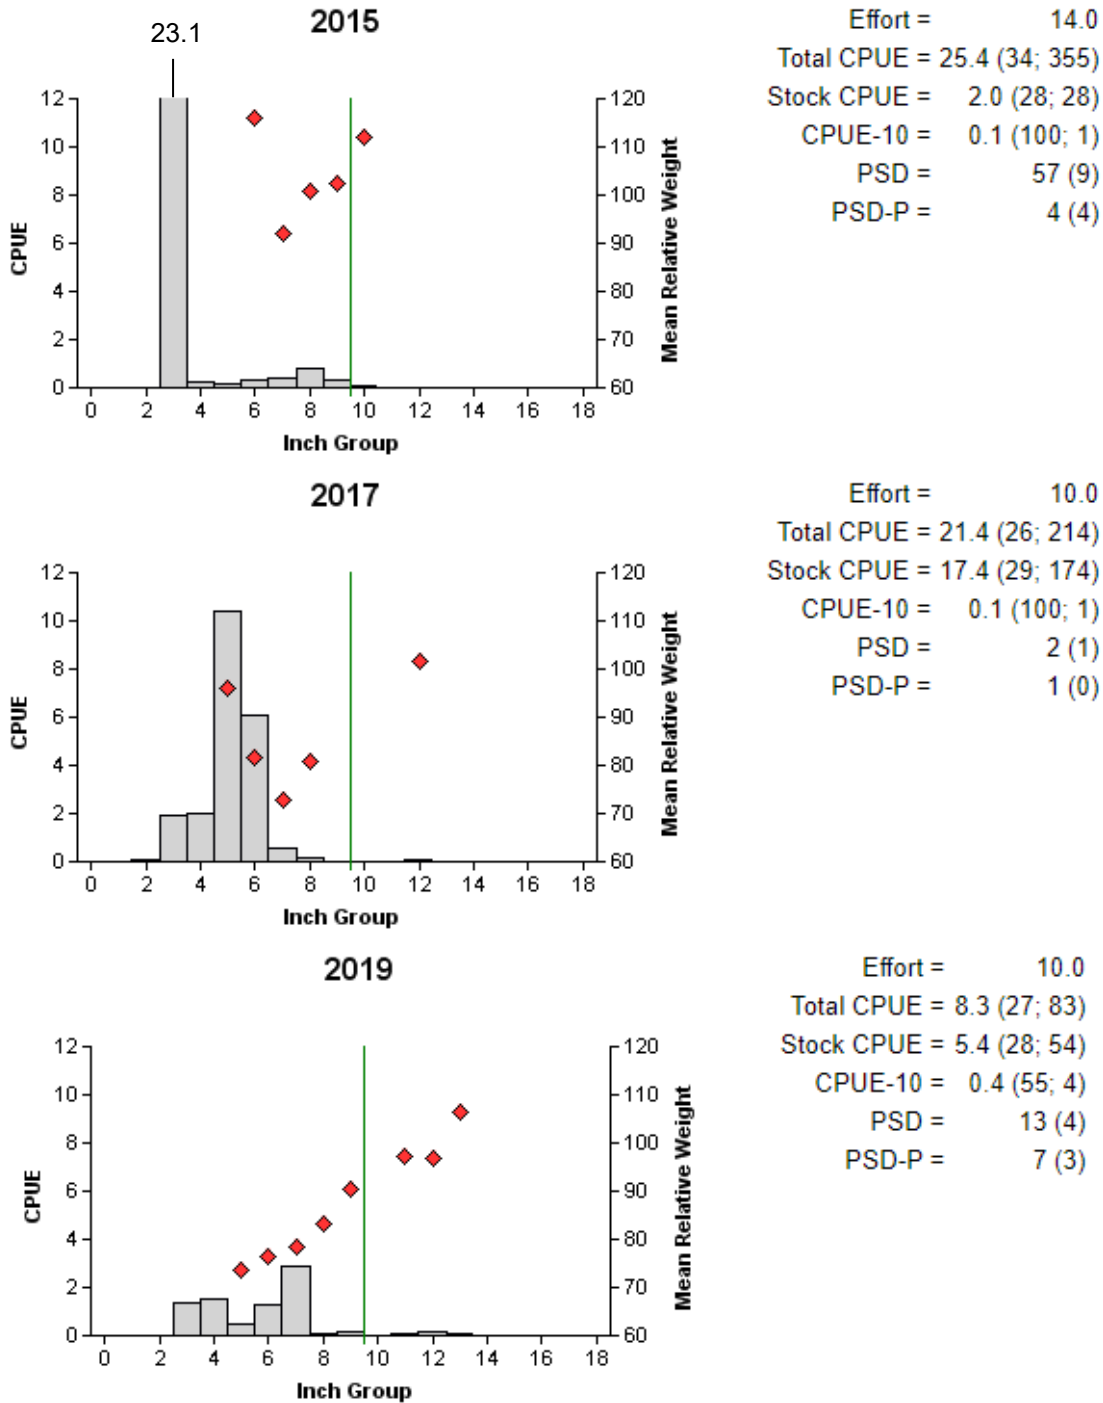 2015
23.1
Effort = 14.0
Total CPUE = 25.4 (34; 355)
Stock CPUE = 2.0 (28; 28)
CPUE-10 = 0.1 (100; 1)
PSD = 57 (9)
PSD-P = 4 (4)
12 120
10 110
8 100
6 90
4 80
2 70
0 60
CPUE
Mean Relative Weight
0 2 4 6 8 10 12 14 16 18
Inch Group
2017
Effort = 10.0
Total CPUE = 21.4 (26; 214)
Stock CPUE = 17.4 (29; 174)
CPUE-10 = 0.1 (100; 1)
PSD = 2 (1)
PSD-P = 1 (0)
12 120
10 110
8 100
6 90
4 80
2 70
0 60
CPUE
Mean Relative Weight
0 2 4 6 8 10 12 14 16 18
Inch Group
2019
Effort = 10.0
Total CPUE = 8.3 (27; 83)
Stock CPUE = 5.4 (28; 54)
CPUE-10 = 0.4 (55; 4)
PSD = 13 (4)
PSD-P = 7 (3)
12 120
10 110
8 100
6 90
4 80
2 70
0 60
CPUE
Mean Relative Weight
0 2 4 6 8 10 12 14 16 18
Inch Group